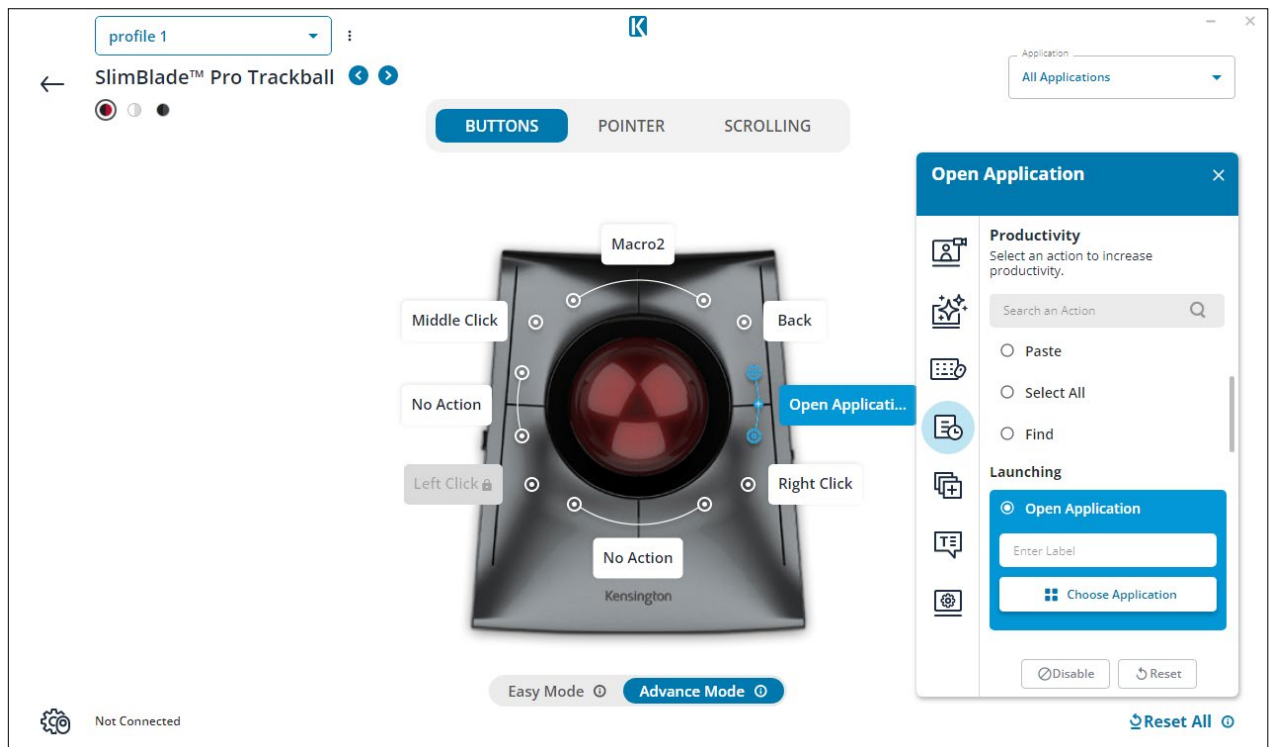 profile 1
K
SlimBlade™ Pro Trackball
Application
All Applications
BUTTONS
POINTER
SCROLLING
Macro2
Middle Click
Back
No Action
Open Applicati...
Left Click
Right Click
No Action
Kensington
Easy Mode
Advance Mode
Open Application
Productivity
Select an action to increase
productivity.
Search an Action
Paste
Select All
Find
Launching
Open Application
Enter Label
Choose Application
Disable
Reset
Not Connected
Reset All